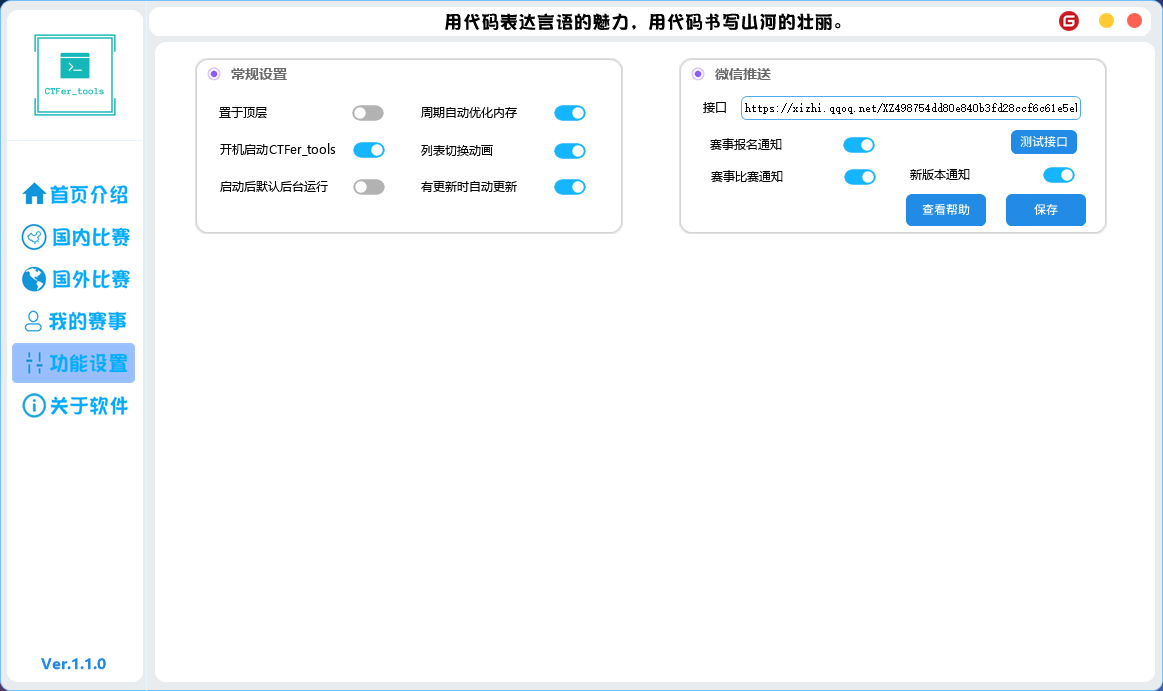 用代码表达言语的魅力，用代码书写山河的壮丽。
CTFer_tools
首页介绍
国内比赛
国外比赛
我的赛事
功能设置
关于软件
Ver.1.1.0
常规设置
置于顶层
周期自动优化内存
开机启动CTFer_tools
列表切换动画
启动后默认后台运行
有更新时自动更新
微信推送
接口 https://xizhi.qqoq.net/XZ498754dd80e840b3fd28ccf6c61e5e
赛事报名通知
测试接口
赛事比赛通知
新版本通知
查看帮助
保存